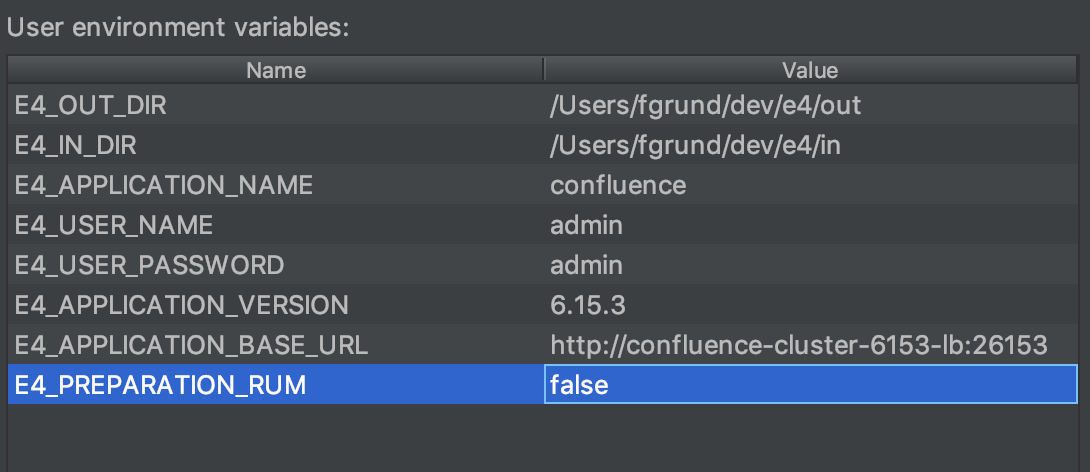 User environment variables:
Name Value
E4_OUT_DIR /Users/fgrund/dev/e4/out
E4_IN_DIR /Users/fgrund/dev/e4/in
E4_APPLICATION_NAME confluence
E4_USER_NAME admin
E4_USER_PASSWORD admin
E4_APPLICATION_VERSION 6.15.3
E4_APPLICATION_BASE_URL http://confluence-cluster-6153-lb:26153
E4_PREPARATION_RUM false